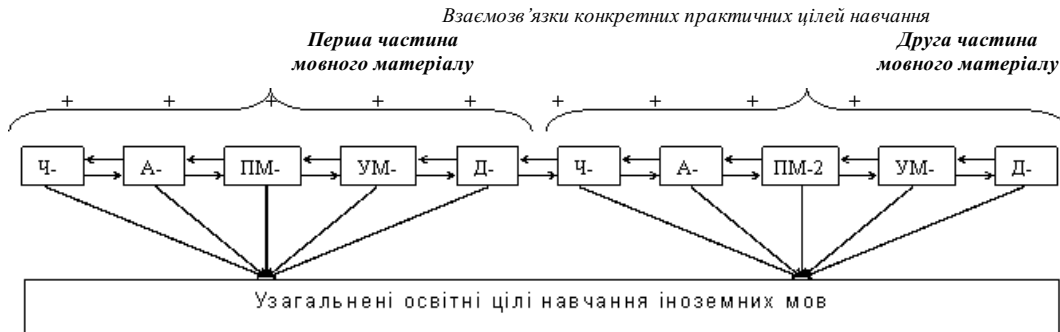 Взаємозв’язки конкретних практичних цілей навчання
Перша частина мовного матеріалу
Друга частина мовного матеріалу
+ + + + + + + + +
Ч- А- ПМ- УМ- Д- Ч- А- ПМ-2 УМ- Д-
Узагальнені освітні цілі навчання іноземних мов